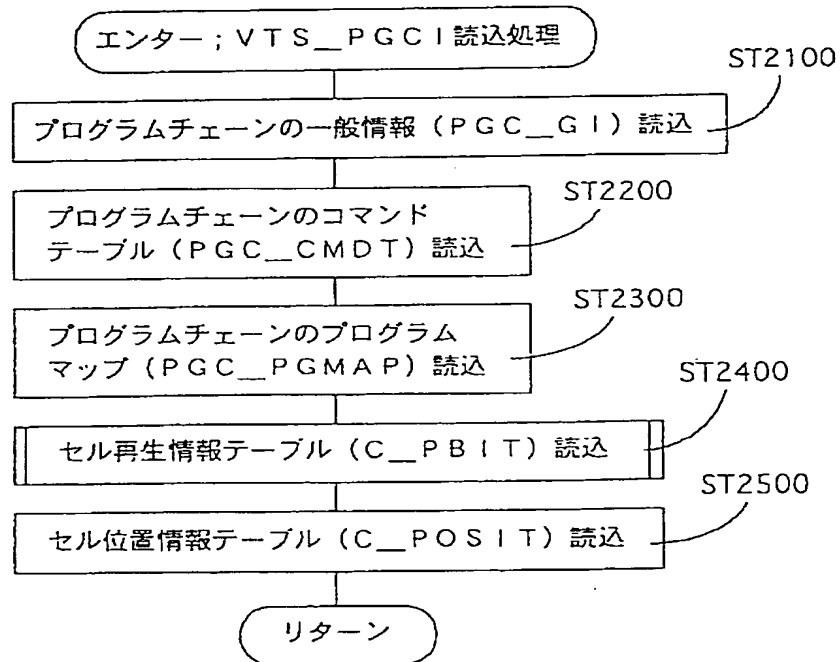 エンター；ＶＴＳ＿ＰＧＣＩ読込処理
ST2100
プログラムチェーンの一般情報（ＰＧＣ＿ＧＩ）読込
ST2200
プログラムチェーンのコマンド
テーブル（ＰＧＣ＿ＣＭＤＴ）読込
ST2300
プログラムチェーンのプログラム
マップ（ＰＧＣ＿ＰＧＭＡＰ）読込
ST2400
セル再生情報テーブル（Ｃ＿ＰＢＩＴ）読込
ST2500
セル位置情報テーブル（Ｃ＿ＰＯＳＩＴ）読込
リターン